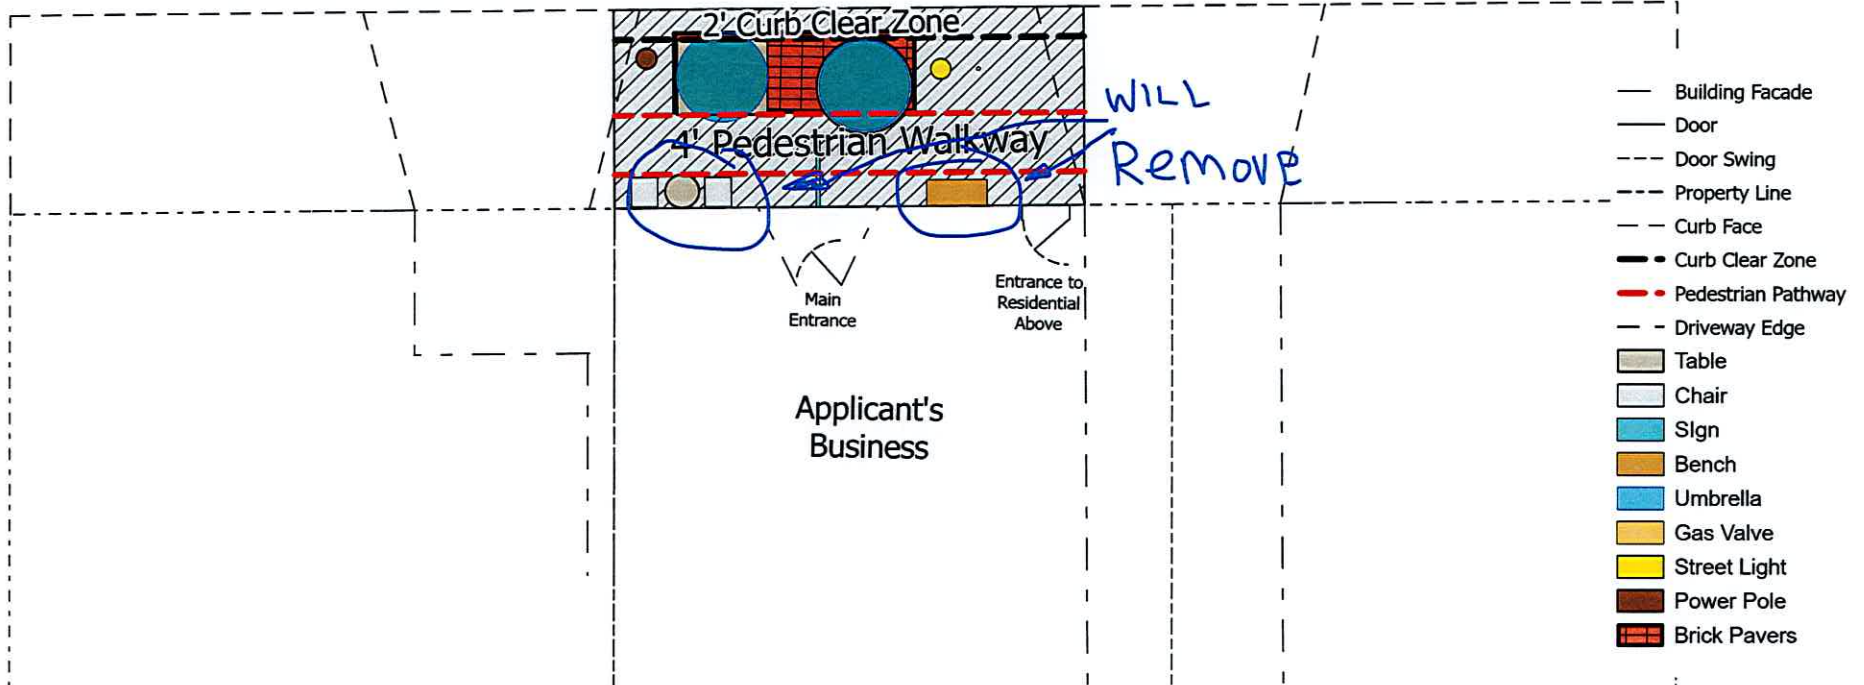 2' Curb Clear Zone
4' Pedestrian Walkway
WILL
Remove
Main
Entrance
Entrance to
Residential
Above
Applicant's
Business
Building Facade
Door
Door Swing
Property Line
Curb Face
Curb Clear Zone
Pedestrian Pathway
Driveway Edge
Table
Chair
SIgn
Bench
Umbrella
Gas Valve
Street Light
Power Pole
Brick Pavers